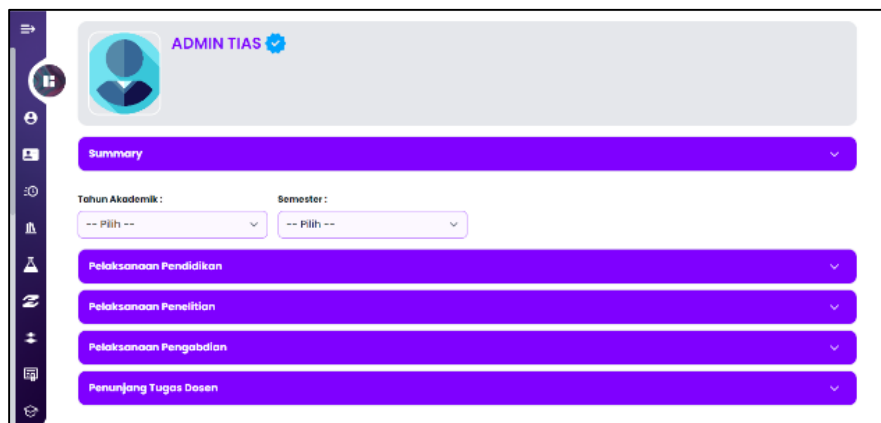 ADMIN TIAS
Summary
Tahun Akademik :
Semester :
-- Pilih --
-- Pilih --
Pelaksanaan Pendidikan
Pelaksanaan Penelitian
Pelaksanaan Pengabdian
Penunjang Tugas Dosen